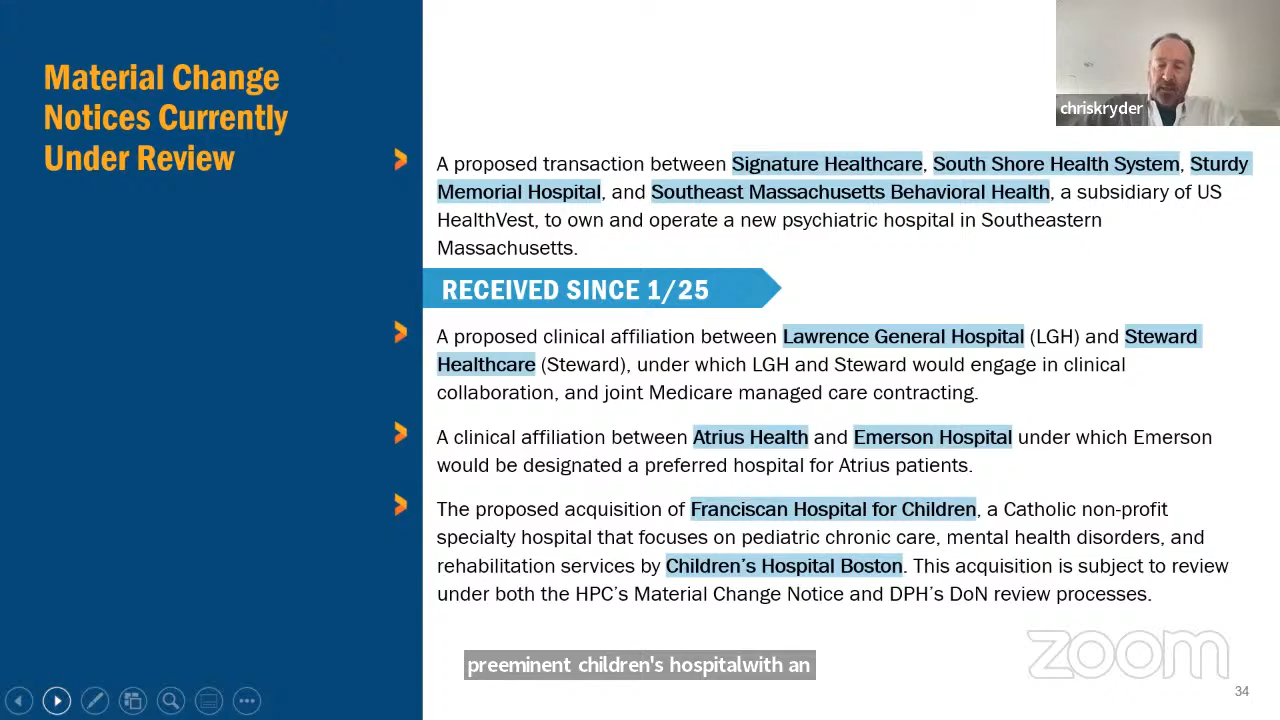 Material Change
Notices Currently
Under Review
chriskryder
A proposed transaction between Signature Healthcare, South Shore Health System, Sturdy
Memorial Hospital, and Southeast Massachusetts Behavioral Health, a subsidiary of US
HealthVest, to own and operate a new psychiatric hospital in Southeastern
Massachusetts.
RECEIVED SINCE 1/25
A proposed clinical affiliation between Lawrence General Hospital (LGH) and Steward
Healthcare (Steward), under which LGH and Steward would engage in clinical
collaboration, and joint Medicare managed care contracting.
A clinical affiliation between Atrius Health and Emerson Hospital under which Emerson
would be designated a preferred hospital for Atrius patients.
The proposed acquisition of Franciscan Hospital for Children, a Catholic non-profit
specialty hospital that focuses on pediatric chronic care, mental health disorders, and
rehabilitation services by Children’s Hospital Boston. This acquisition is subject to review
under both the HPC’s Material Change Notice and DPH’s DoN review processes.
preeminent children's hospitalwith an
zoom
34